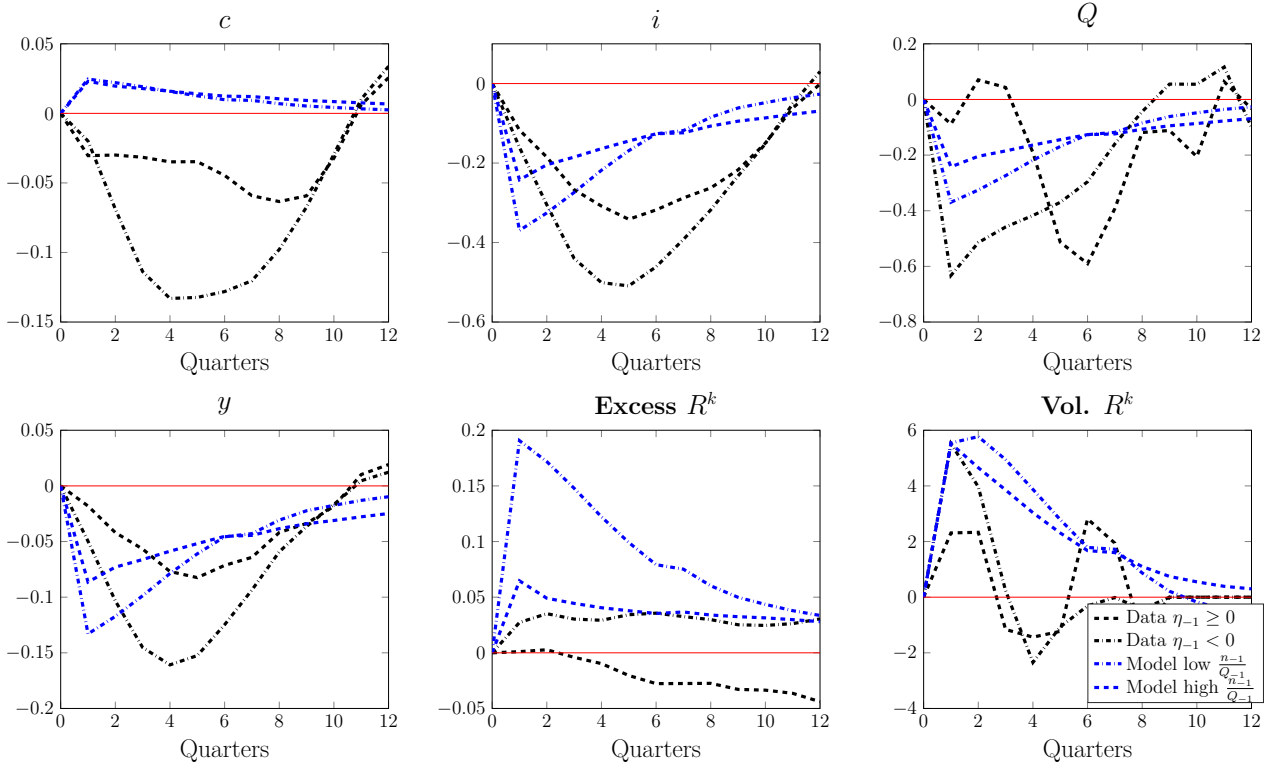 c
0.05
0
−0.05
−0.1
−0.15
0 2 4 6 8 10 12
Quarters
i
0
−0.2
−0.4
−0.6
0 2 4 6 8 10 12
Quarters
Q
0.2
0
−0.2
−0.4
−0.6
−0.8
0 2 4 6 8 10 12
Quarters
y
0.05
0
−0.05
−0.1
−0.15
−0.2
0 2 4 6 8 10 12
Quarters
Excess R^k
0.2
0.15
0.1
0.05
0
−0.05
0 2 4 6 8 10 12
Quarters
Vol. R^k
6
4
2
0
−2
−4
0 2 4 6 8 10 12
Quarters
Data η_{−1} ≥ 0
Data η_{−1} < 0
Model low n_{−1}/Q_{−1}
Model high n_{−1}/Q_{−1}